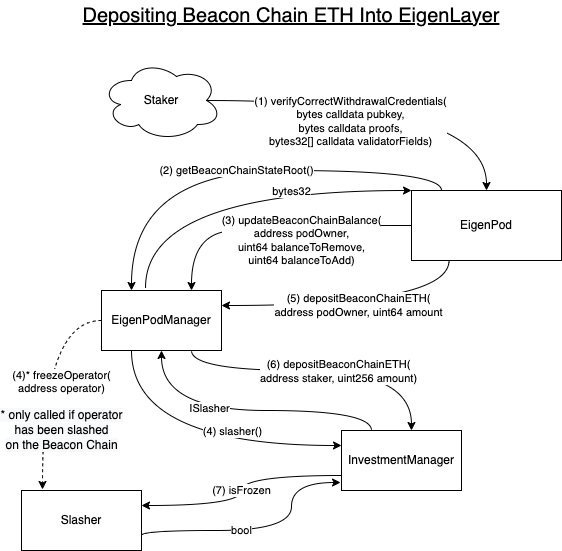 Depositing Beacon Chain ETH Into EigenLayer
Staker
(1) verifyCorrectWithdrawalCredentials(
bytes calldata pubkey,
bytes calldata proofs,
bytes32[] calldata validatorFields)
(2) getBeaconChainStateRoot()
bytes32
(3) updateBeaconChainBalance(
address podOwner,
uint64 balanceToRemove,
uint64 balanceToAdd)
EigenPod
(5) depositBeaconChainETH(
address podOwner, uint64 amount
EigenPodManager
(4)* freezeOperator(
address operator)
* only called if operator
has been slashed
on the Beacon Chain
(6) depositBeaconChainETH(
address staker, uint256 amount)
ISlasher
(4) slasher()
InvestmentManager
(7) isFrozen
Slasher
bool